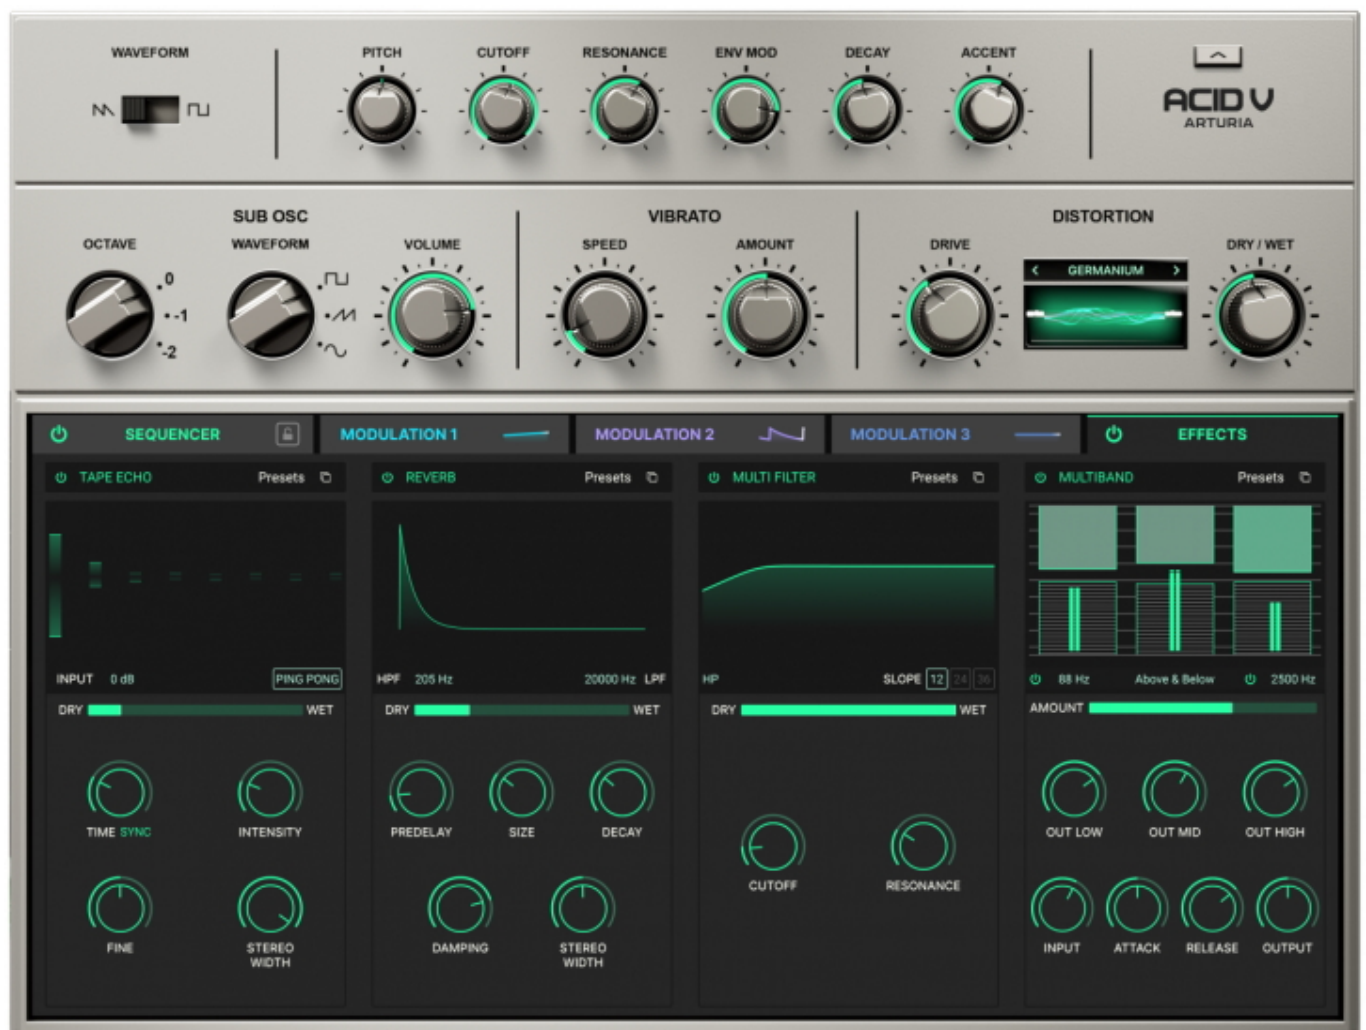 WAVEFORM
PITCH CUTOFF RESONANCE ENV MOD DECAY ACCENT
ACID V
ARTURIA
SUB OSC VIBRATO DISTORTION
OCTAVE WAVEFORM VOLUME SPEED AMOUNT DRIVE DRY / WET
GERMANIUM
0
-1
-2
SEQUENCER MODULATION 1 MODULATION 2 MODULATION 3 EFFECTS
TAPE ECHO Presets REVERB Presets MULTI FILTER Presets MULTIBAND Presets
INPUT 0 dB PING PONG HPF 205 Hz 20000 Hz LPF HP SLOPE 12 24 36 88 Hz Above & Below 2500 Hz
DRY WET DRY WET DRY WET AMOUNT
TIME SYNC INTENSITY PREDELAY SIZE DECAY OUT LOW OUT MID OUT HIGH
CUTOFF RESONANCE
FINE STEREO WIDTH DAMPING STEREO WIDTH INPUT ATTACK RELEASE OUTPUT